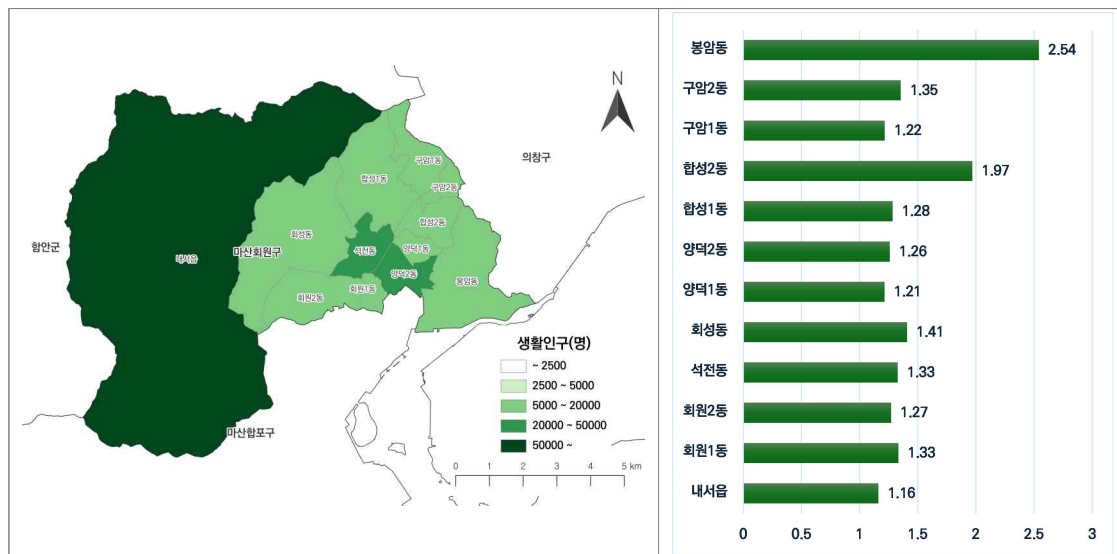 N
의창구
구암1동
합성1동
구암2동
합성2동
회성동
마산회원구
양덕1동
석전동
함안군
내서읍
양덕2동
봉암동
회원1동
회원2동
마산합포구
생활인구(명)
~ 2500
2500 ~ 5000
5000 ~ 20000
20000 ~ 50000
50000 ~
0 1 2 3 4 5 km
봉암동 2.54
구암2동 1.35
구암1동 1.22
합성2동 1.97
합성1동 1.28
양덕2동 1.26
양덕1동 1.21
회성동 1.41
석전동 1.33
회원2동 1.27
회원1동 1.33
내서읍 1.16
0 0.5 1 1.5 2 2.5 3